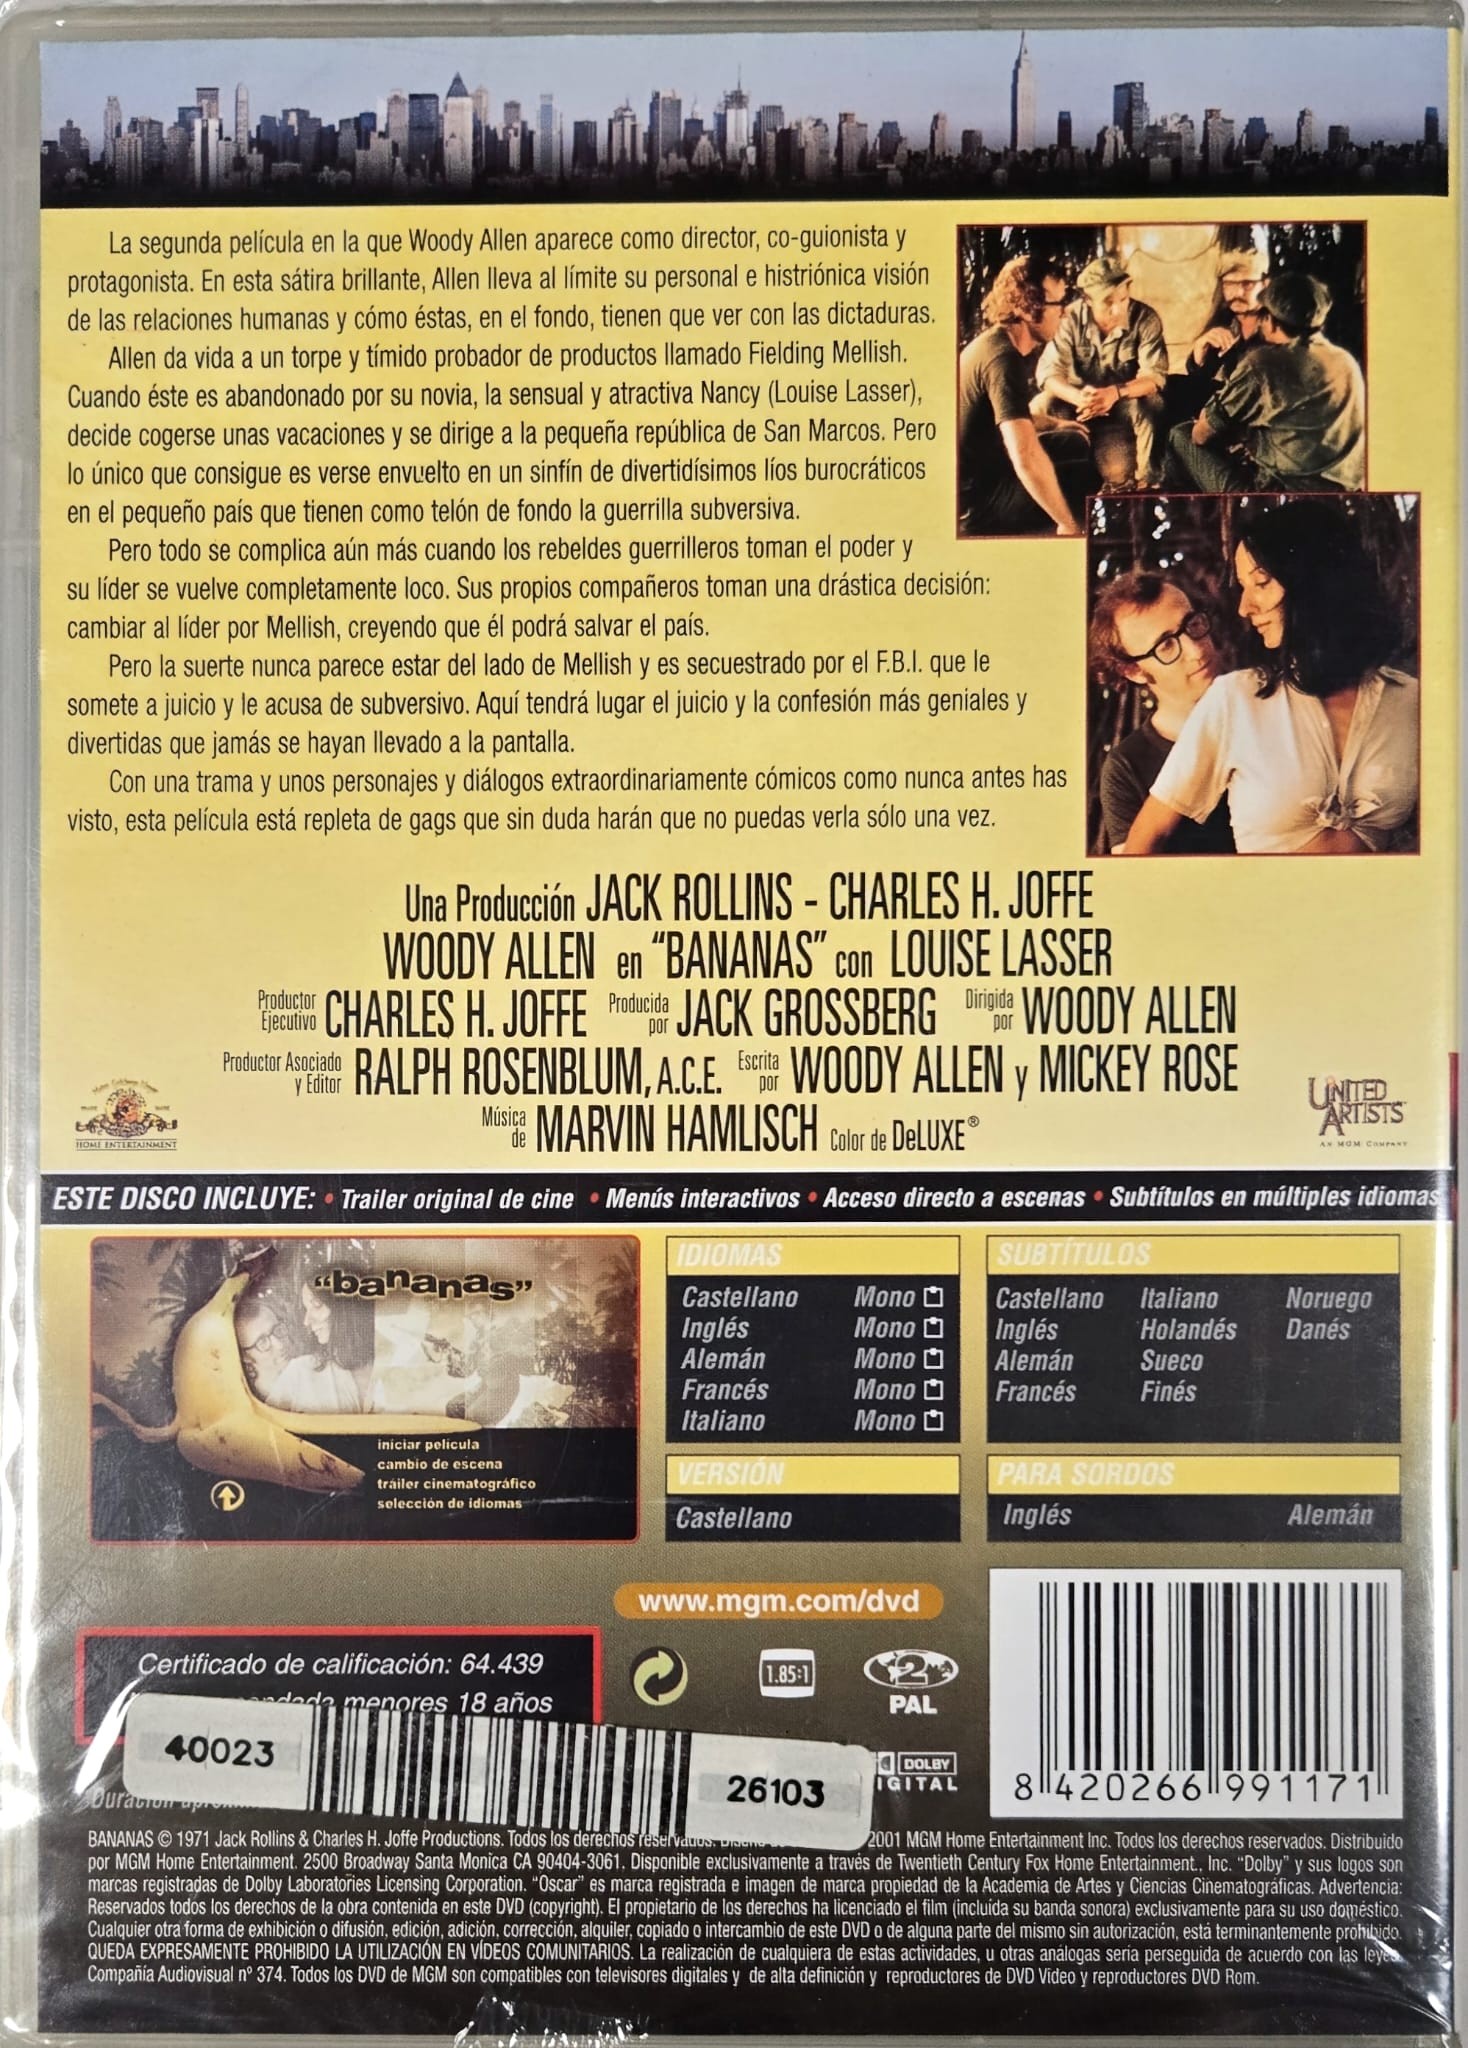 La segunda película en la que Woody Allen aparece como director, co-guionista y
protagonista. En esta sátira brillante, Allen lleva al límite su personal e histriónica visión
de las relaciones humanas y cómo éstas, en el fondo, tienen que ver con las dictaduras.
Allen da vida a un torpe y tímido probador de productos llamado Fielding Mellish.
Cuando éste es abandonado por su novia, la sensual y atractiva Nancy (Louise Lasser),
decide cogerse unas vacaciones y se dirige a la pequeña república de San Marcos. Pero
lo único que consigue es verse envuelto en un sinfín de divertidísimos líos burocráticos
en el pequeño país que tienen como telón de fondo la guerrilla subversiva.
Pero todo se complica aún más cuando los rebeldes guerrilleros toman el poder y
su líder se vuelve completamente loco. Sus propios compañeros toman una drástica decisión:
cambiar al líder por Mellish, creyendo que él podrá salvar el país.
Pero la suerte nunca parece estar del lado de Mellish y es secuestrado por el F.B.I. que le
somete a juicio y le acusa de subversivo. Aquí tendrá lugar el juicio y la confesión más geniales y
divertidas que jamás se hayan llevado a la pantalla.
Con una trama y unos personajes y diálogos extraordinariamente cómicos como nunca antes has
visto, esta película está repleta de gags que sin duda harán que no puedas verla sólo una vez.
Una Producción JACK ROLLINS - CHARLES H. JOFFE
WOODY ALLEN en "BANANAS" con LOUISE LASSER
Productor Ejecutivo CHARLES H. JOFFE Producida por JACK GROSSBERG Dirigida por WOODY ALLEN
Productor Asociado y Editor RALPH ROSENBLUM, A.C.E. Escrita por WOODY ALLEN y MICKEY ROSE
Música de MARVIN HAMLISCH Color de DeLUXE®
HOME ENTERTAINMENT
UNITED ARTISTS
AN MGM COMPANY
ESTE DISCO INCLUYE: • Trailer original de cine • Menús interactivos • Acceso directo a escenas • Subtítulos en múltiples idiomas
"bananas"
iniciar película
cambio de escena
tráiler cinematográfico
selección de idiomas
IDIOMAS
Castellano Mono
Inglés Mono
Alemán Mono
Francés Mono
Italiano Mono
VERSIÓN
Castellano
SUBTÍTULOS
Castellano Italiano Noruego
Inglés Holandés Danés
Alemán Sueco
Francés Finés
PARA SORDOS
Inglés Alemán
www.mgm.com/dvd
Certificado de calificación: 64.439
menores 18 años
1.85:1
2
PAL
DOLBY
IGITAL
40023
26103
8 420266 991171
Duración
BANANAS © 1971 Jack Rollins & Charles H. Joffe Productions. Todos los derechos reservados. 2001 MGM Home Entertainment Inc. Todos los derechos reservados. Distribuido
por MGM Home Entertainment. 2500 Broadway Santa Monica CA 90404-3061. Disponible exclusivamente a través de Twentieth Century Fox Home Entertainment., Inc. "Dolby" y sus logos son
marcas registradas de Dolby Laboratories Licensing Corporation. "Oscar" es marca registrada e imagen de marca propiedad de la Academia de Artes y Ciencias Cinematográficas. Advertencia:
Reservados todos los derechos de la obra contenida en este DVD (copyright). El propietario de los derechos ha licenciado el film (incluida su banda sonora) exclusivamente para su uso doméstico.
Cualquier otra forma de exhibición o difusión, edición, adición, corrección, alquiler, copiado o intercambio de este DVD o de alguna parte del mismo sin autorización, está terminantemente prohibido.
QUEDA EXPRESAMENTE PROHIBIDO LA UTILIZACIÓN EN VÍDEOS COMUNITARIOS. La realización de cualquiera de estas actividades, u otras análogas sería perseguida de acuerdo con las leyes.
Compañía Audiovisual nº 374. Todos los DVD de MGM son compatibles con televisores digitales y de alta definición y reproductores de DVD Video y reproductores DVD Rom.